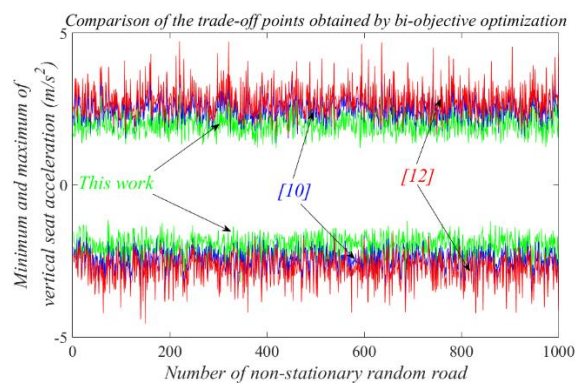 Comparison of the trade-off points obtained by bi-objective optimization
Minimum and maximum of
vertical seat acceleration (m/s²)
5
0
-5
This work
[10]
[12]
0
200
400
600
800
1000
Number of non-stationary random road